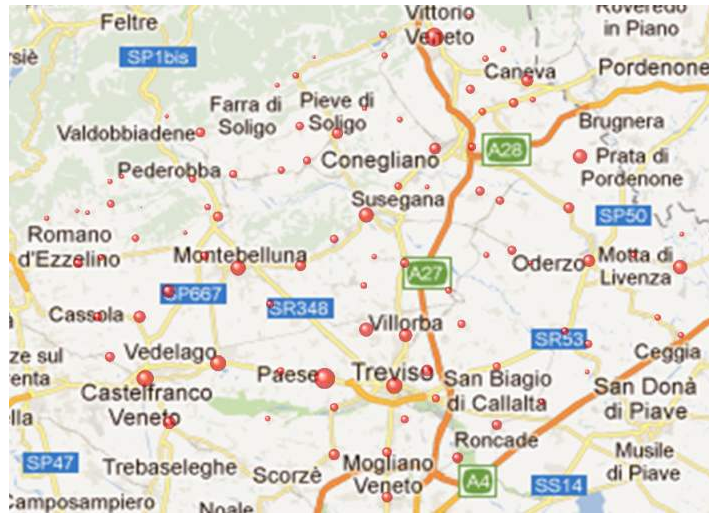 Feltre
Vittorio
Veneto
Roveredo
in Piano
SP1bis
Caneva
Pordenone
Farra di
Soligo
Pieve di
Soligo
Valdobbiadene
Brugnera
Conegliano
A28
Prata di
Pordenone
Pederobba
Susegana
SP50
Romano
d'Ezzelino
Montebelluna
A27
Oderzo
Motta di
Livenza
SP667
SR348
Cassola
Villorba
SR53
Ceggia
Vedelago
Paese
Treviso
San Biagio
di Callalta
San Donà
di Piave
Castelfranco
Veneto
Roncade
SP47
Trebaseleghe
Scorzè
Mogliano
Veneto
A4
SS14
Musile
di Piave
Noale